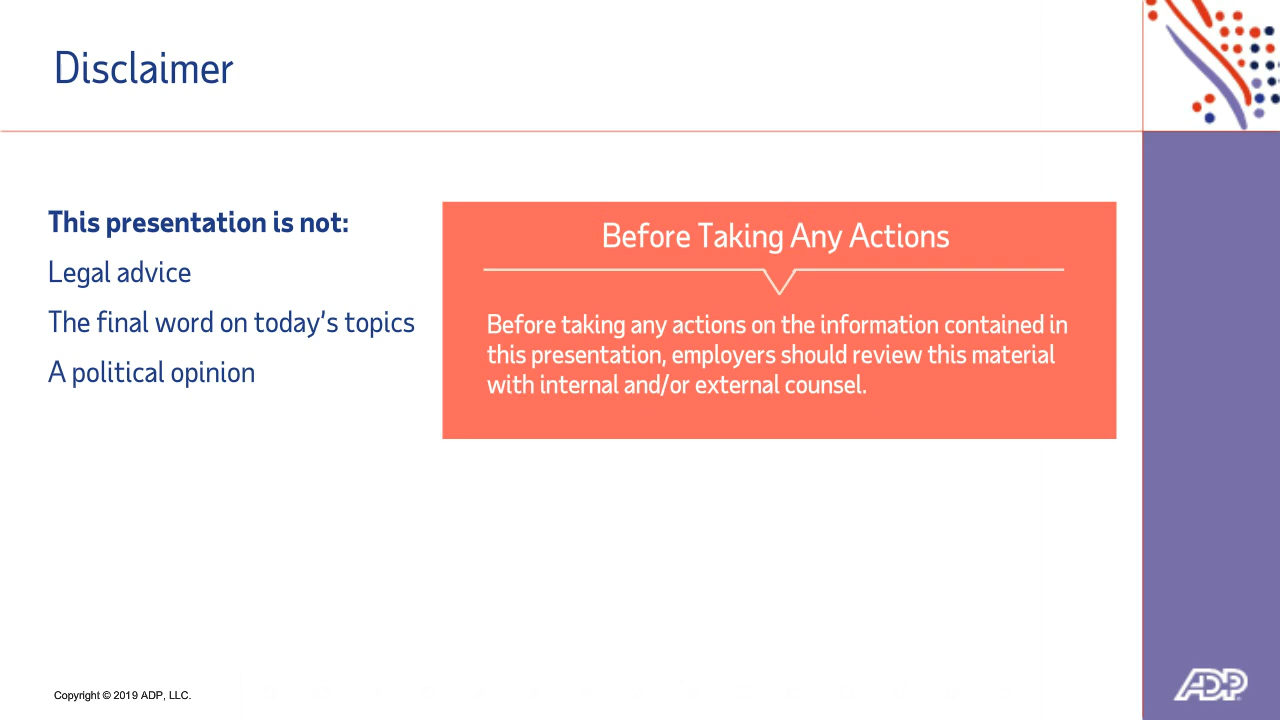 Disclaimer
This presentation is not:
Legal advice
The final word on today's topics
A political opinion
Before Taking Any Actions
Before taking any actions on the information contained in
this presentation, employers should review this material
with internal and/or external counsel.
Copyright © 2019 ADP, LLC.
ADP